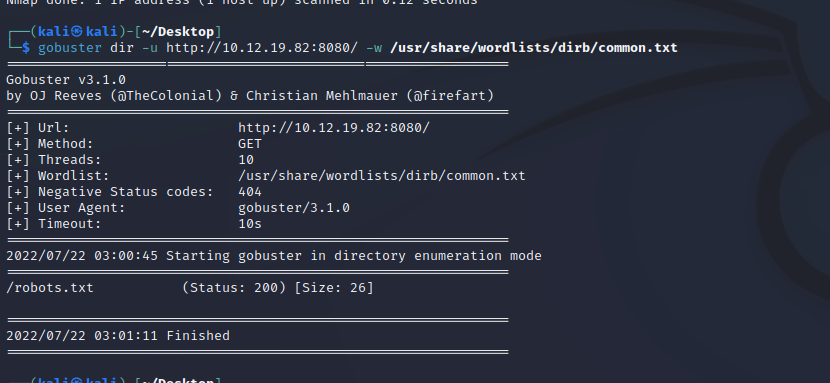 Nmap done: 1 IP address (1 host up) scanned in 0.12 seconds
┌──(kali㉿kali)-[~/Desktop]
└─$ gobuster dir -u http://10.12.19.82:8080/ -w /usr/share/wordlists/dirb/common.txt
===============================================================
Gobuster v3.1.0
by OJ Reeves (@TheColonial) & Christian Mehlmauer (@firefart)
===============================================================
[+] Url:                     http://10.12.19.82:8080/
[+] Method:                  GET
[+] Threads:                 10
[+] Wordlist:                /usr/share/wordlists/dirb/common.txt
[+] Negative Status codes:   404
[+] User Agent:              gobuster/3.1.0
[+] Timeout:                 10s
===============================================================
2022/07/22 03:00:45 Starting gobuster in directory enumeration mode
===============================================================
/robots.txt           (Status: 200) [Size: 26]
===============================================================
2022/07/22 03:01:11 Finished
===============================================================
┌──(kali㉿kali)-[~/Desktop]